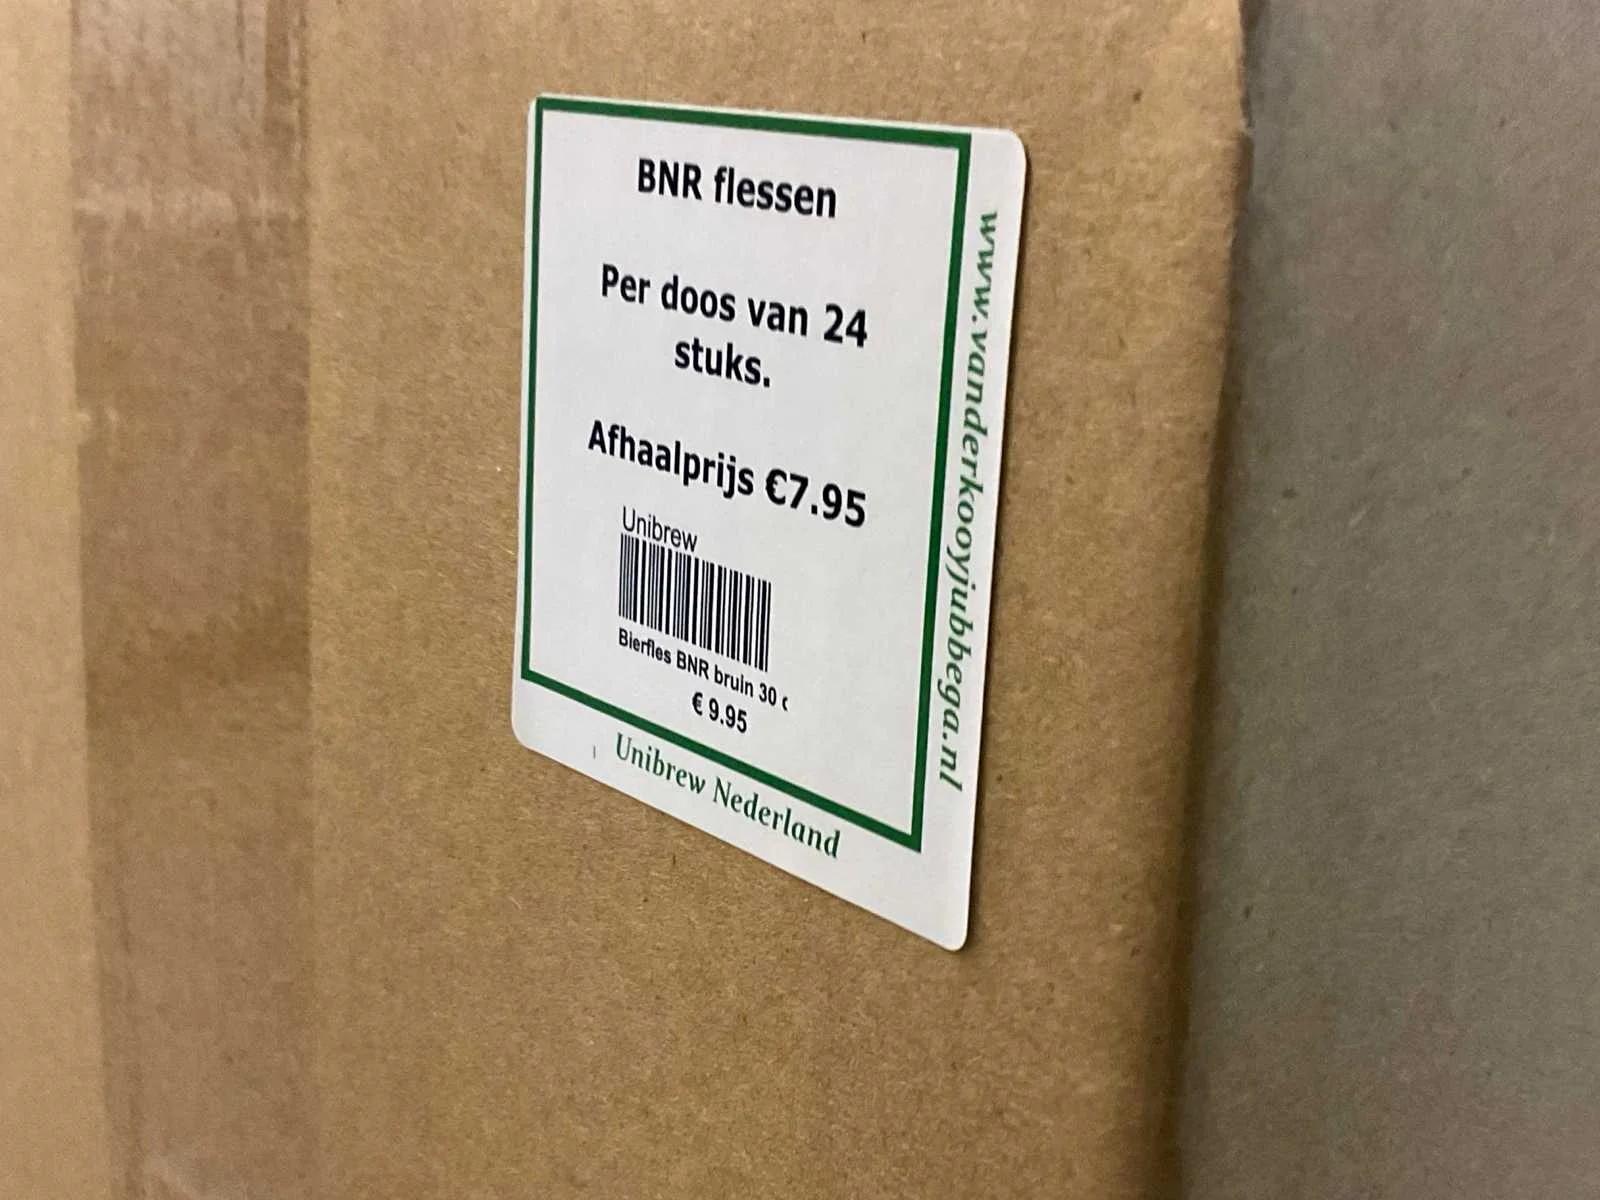 BNR flessen
Per doos van 24
stuks.
Afhaalprijs €7.95
Unibrew
Bierfles BNR bruin 30 c
€ 9.95
Unibrew Nederland
www.vanderkooyjubbega.nl